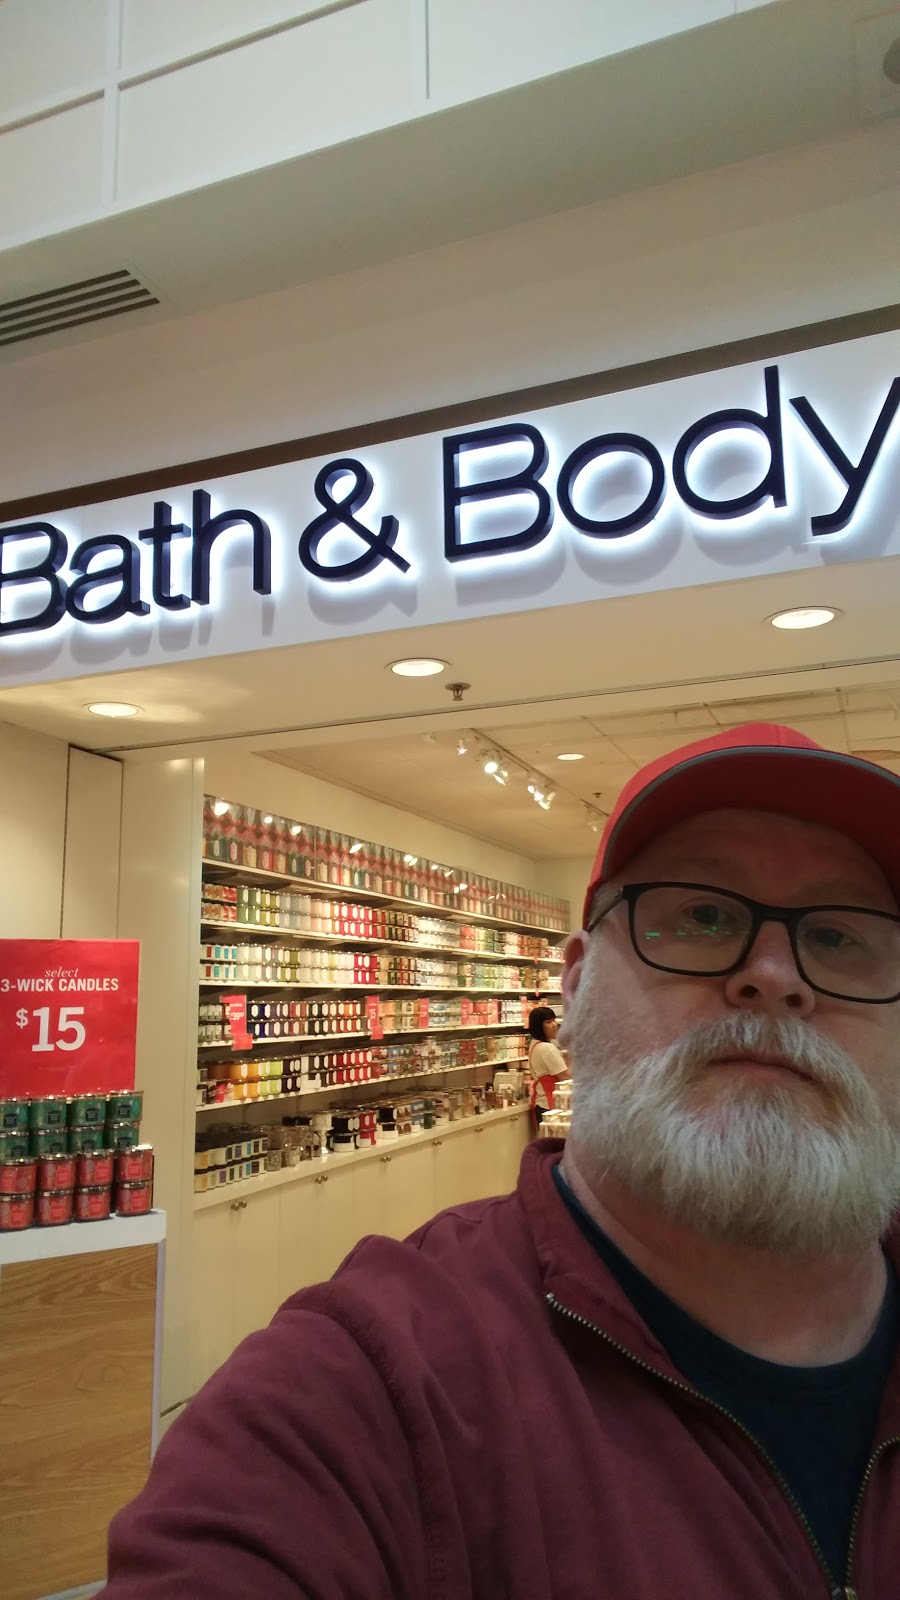 Bath & Body
select
3-WICK CANDLES
$15